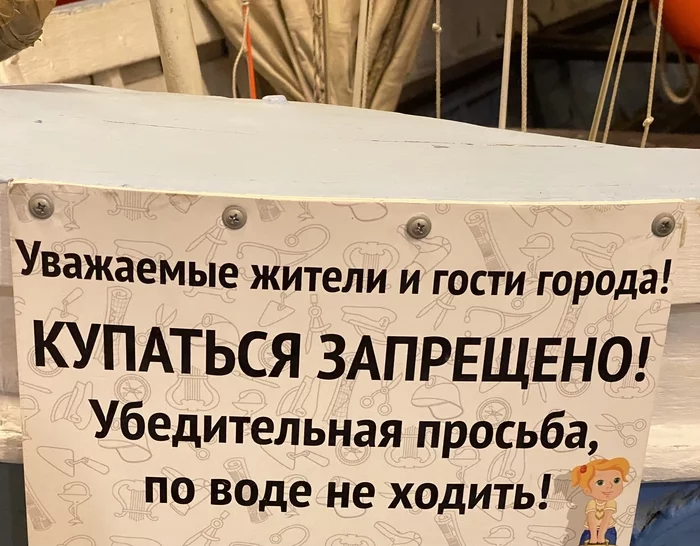 Уважаемые жители и гости города!
КУПАТЬСЯ ЗАПРЕЩЕНО!
Убедительная просьба,
по воде не ходить!